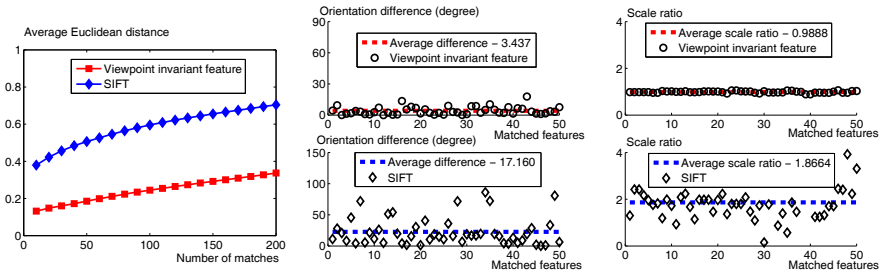 Average Euclidean distance
1
0.8
0.6
0.4
0.2
0
Viewpoint invariant feature
SIFT
0 50 100 150 200
Number of matches
Orientation difference (degree)
90
60
30
0
Average difference − 3.437
Viewpoint invariant feature
0 10 20 30 40 50
Matched features
Orientation difference (degree)
150
100
50
0
Average difference − 17.160
SIFT
0 10 20 30 40 50
Matched features
Scale ratio
4
2
0
Average scale ratio − 0.9888
Viewpoint invariant feature
0 10 20 30 40 50
Matched features
Scale ratio
4
2
0
Average scale ratio − 1.8664
SIFT
0 10 20 30 40 50
Matched features